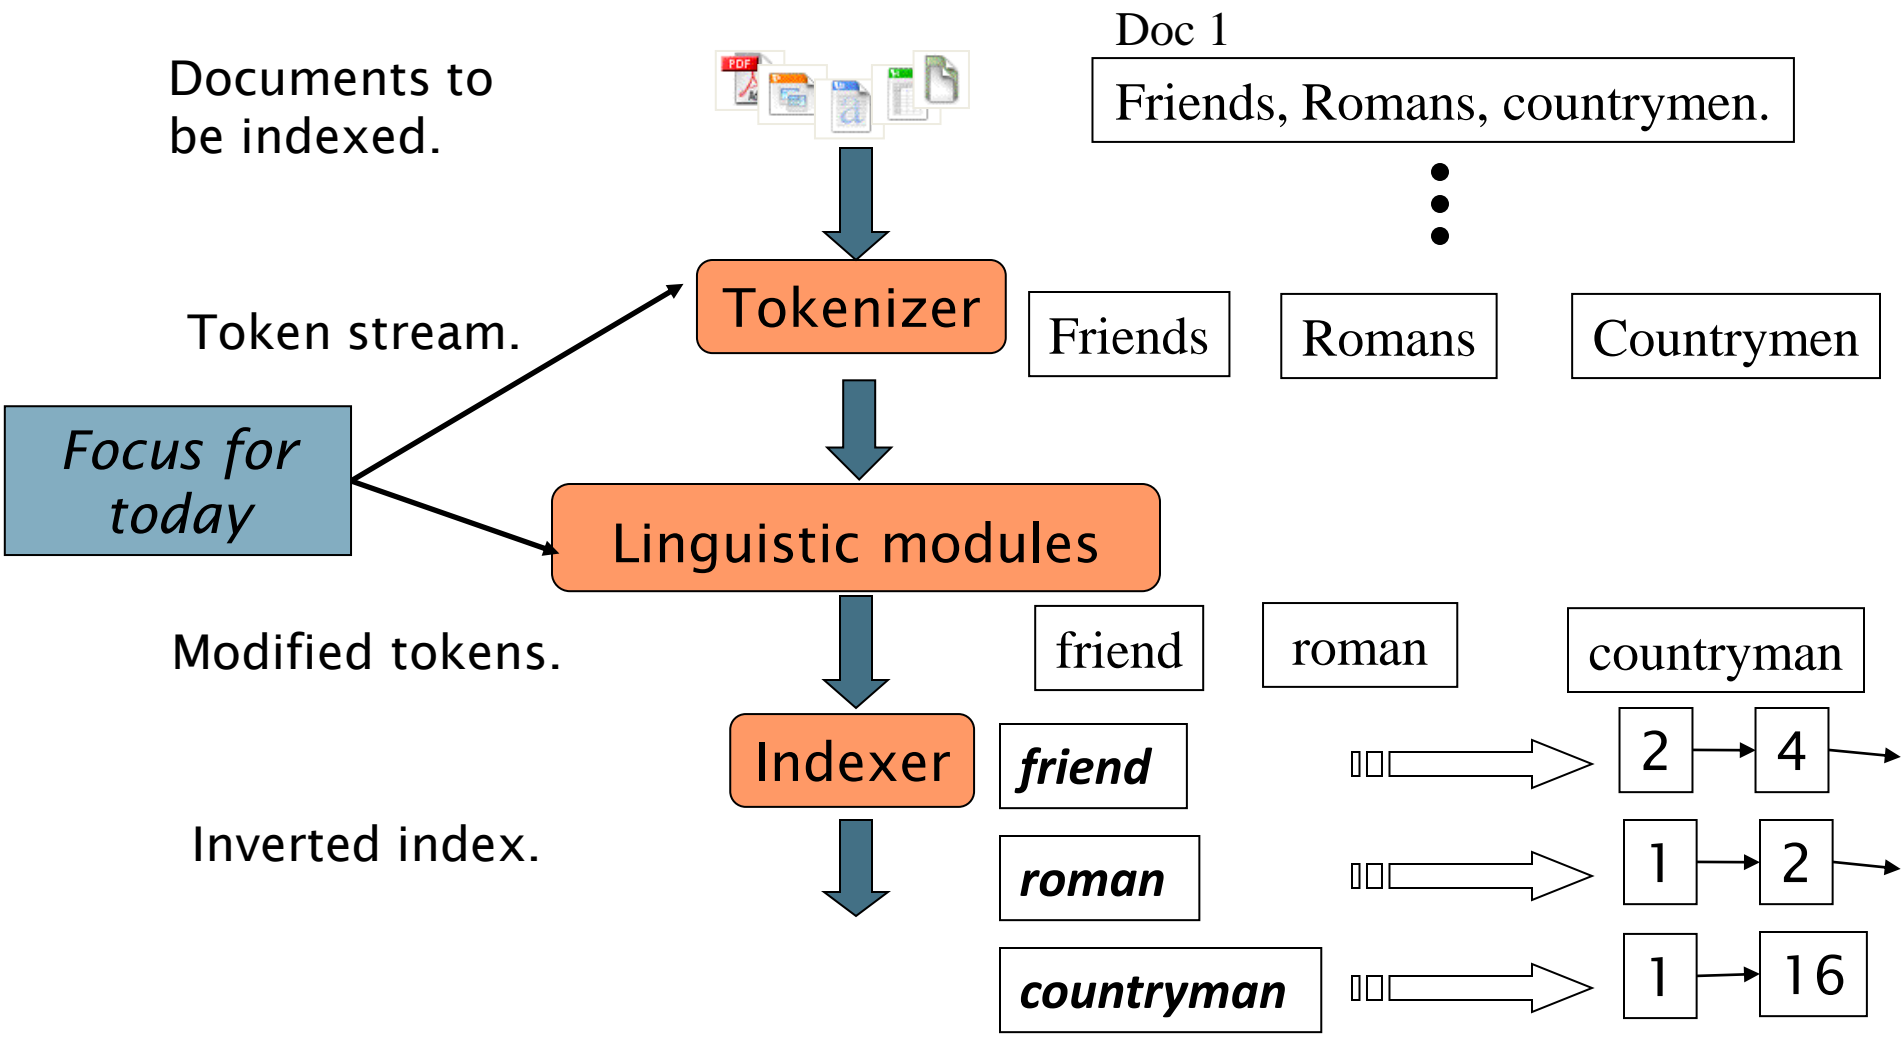 Doc 1
Documents to
be indexed.
PDF
a
Friends, Romans, countrymen.
Token stream.
Tokenizer
Friends
Romans
Countrymen
Focus for
today
Linguistic modules
Modified tokens.
friend
roman
countryman
Indexer
friend
2
4
Inverted index.
roman
1
2
countryman
1
16